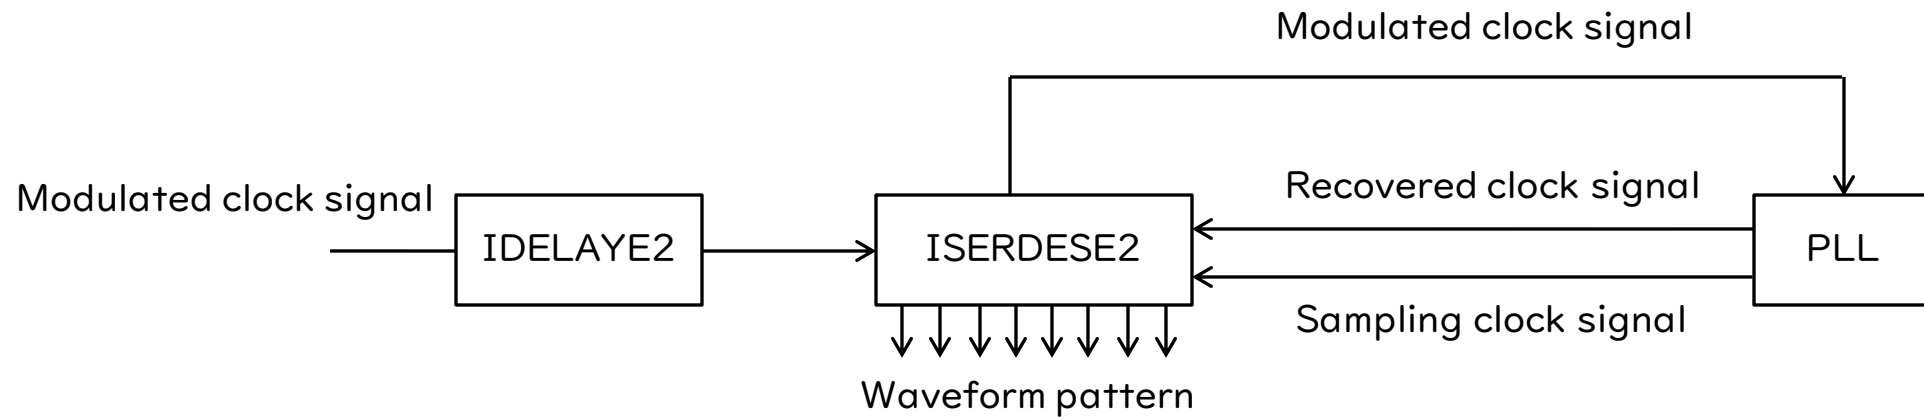 Modulated clock signal
Modulated clock signal
IDELAYE2
ISERDESE2
Recovered clock signal
PLL
Sampling clock signal
Waveform pattern